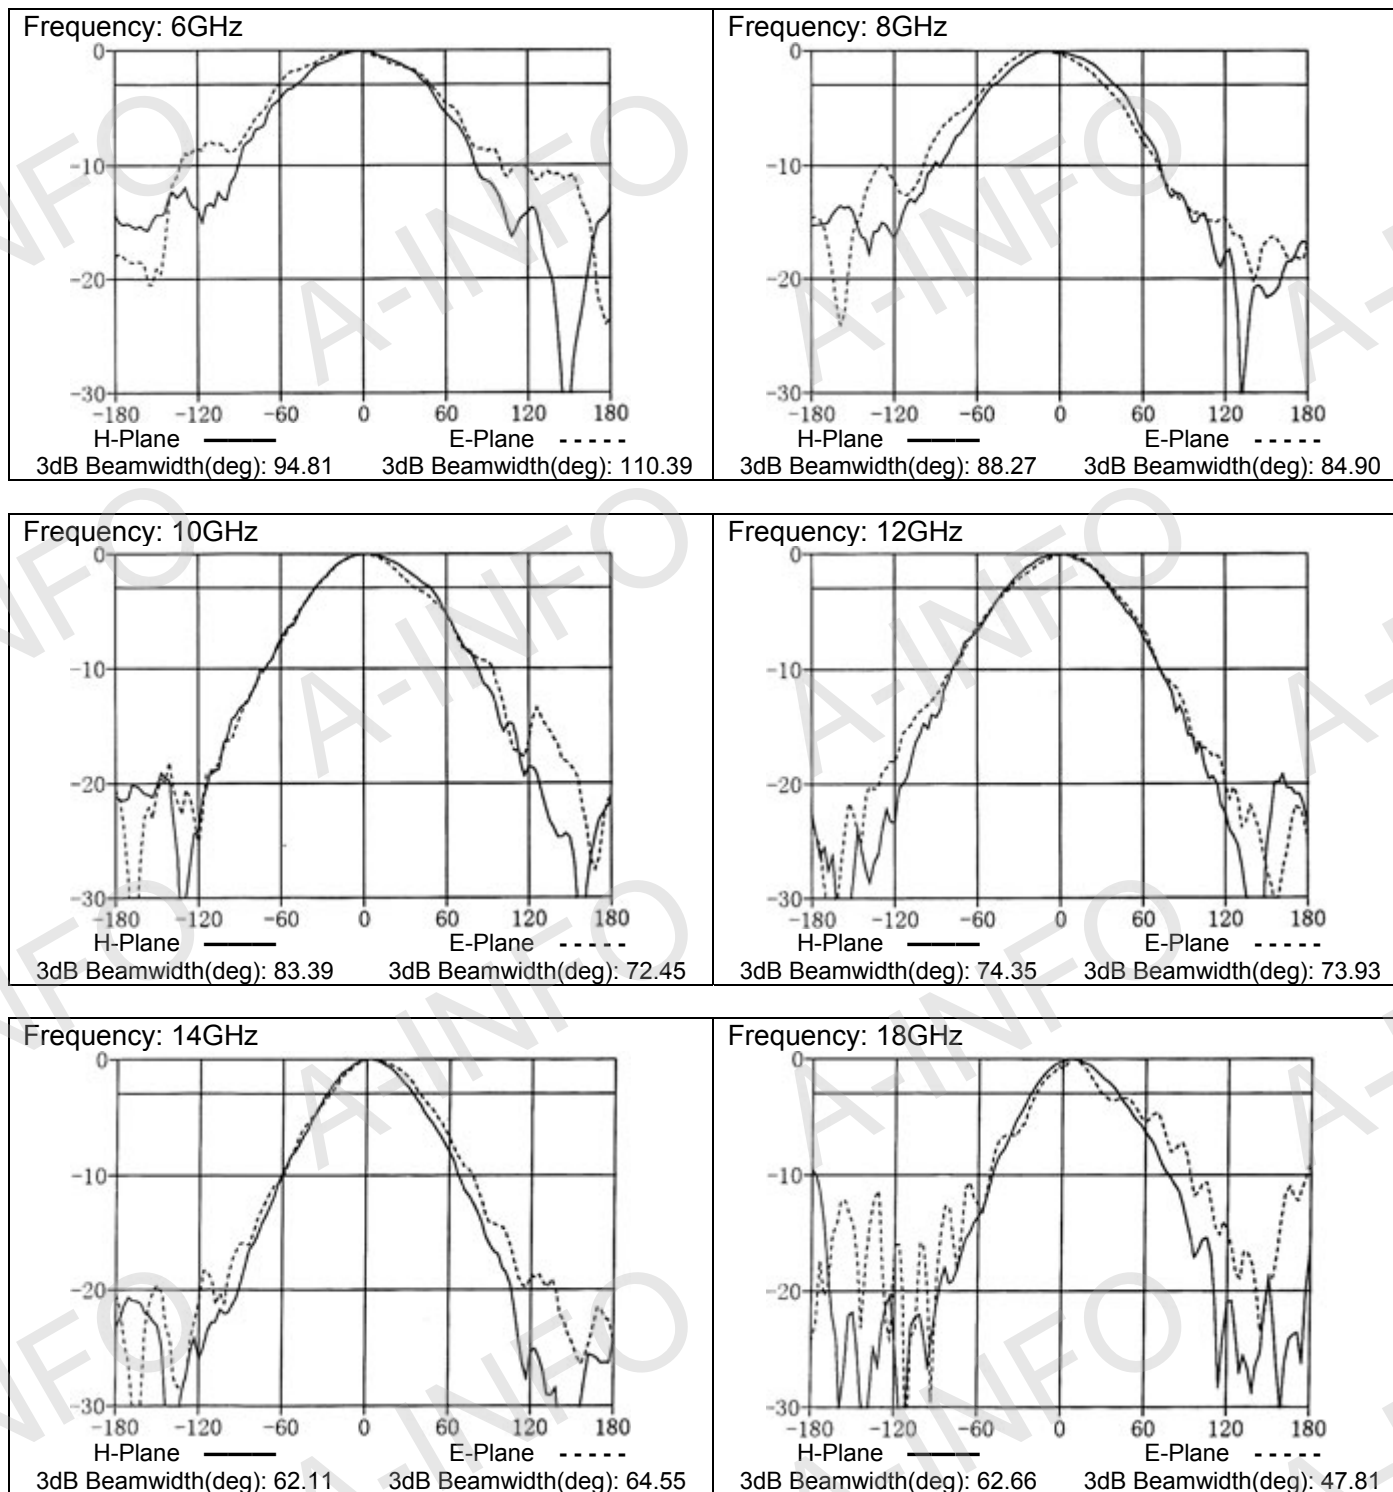 Frequency: 6GHz
0
-10
-20
-30
-180 -120 -60 0 60 120 180
H-Plane E-Plane
3dB Beamwidth(deg): 94.81 3dB Beamwidth(deg): 110.39
Frequency: 8GHz
0
-10
-20
-30
-180 -120 -60 0 60 120 180
H-Plane E-Plane
3dB Beamwidth(deg): 88.27 3dB Beamwidth(deg): 84.90
Frequency: 10GHz
0
-10
-20
-30
-180 -120 -60 0 60 120 180
H-Plane E-Plane
3dB Beamwidth(deg): 83.39 3dB Beamwidth(deg): 72.45
Frequency: 12GHz
0
-10
-20
-30
-180 -120 -60 0 60 120 180
H-Plane E-Plane
3dB Beamwidth(deg): 74.35 3dB Beamwidth(deg): 73.93
Frequency: 14GHz
0
-10
-20
-30
-180 -120 -60 0 60 120 180
H-Plane E-Plane
3dB Beamwidth(deg): 62.11 3dB Beamwidth(deg): 64.55
Frequency: 18GHz
0
-10
-20
-30
-180 -120 -60 0 60 120 180
H-Plane E-Plane
3dB Beamwidth(deg): 62.66 3dB Beamwidth(deg): 47.81
A-INFO
A-INFO
A-INFO
A-INFO
A-INFO
A-INFO